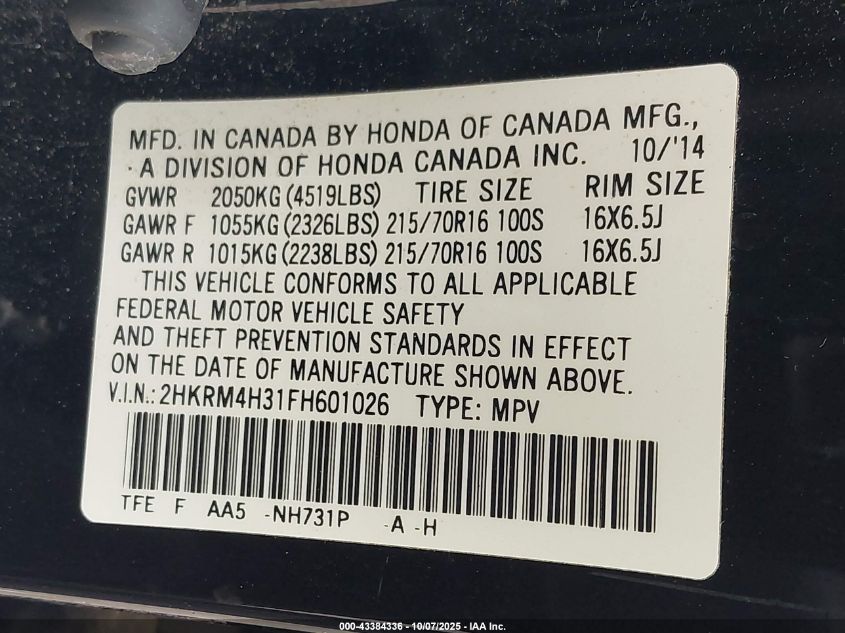 MFD. IN CANADA BY HONDA OF CANADA MFG.,
A DIVISION OF HONDA CANADA INC. 10/'14
GVWR 2050KG (4519LBS) TIRE SIZE RIM SIZE
GAWR F 1055KG (2326LBS) 215/70R16 100S 16X6.5J
GAWR R 1015KG (2238LBS) 215/70R16 100S 16X6.5J
THIS VEHICLE CONFORMS TO ALL APPLICABLE
FEDERAL MOTOR VEHICLE SAFETY
AND THEFT PREVENTION STANDARDS IN EFFECT
ON THE DATE OF MANUFACTURE SHOWN ABOVE.
V.I.N.: 2HKRM4H31FH601026 TYPE: MPV
TFE F AA5 -NH731P -A -H
000-43384336 - 10/07/2025 - IAA Inc.